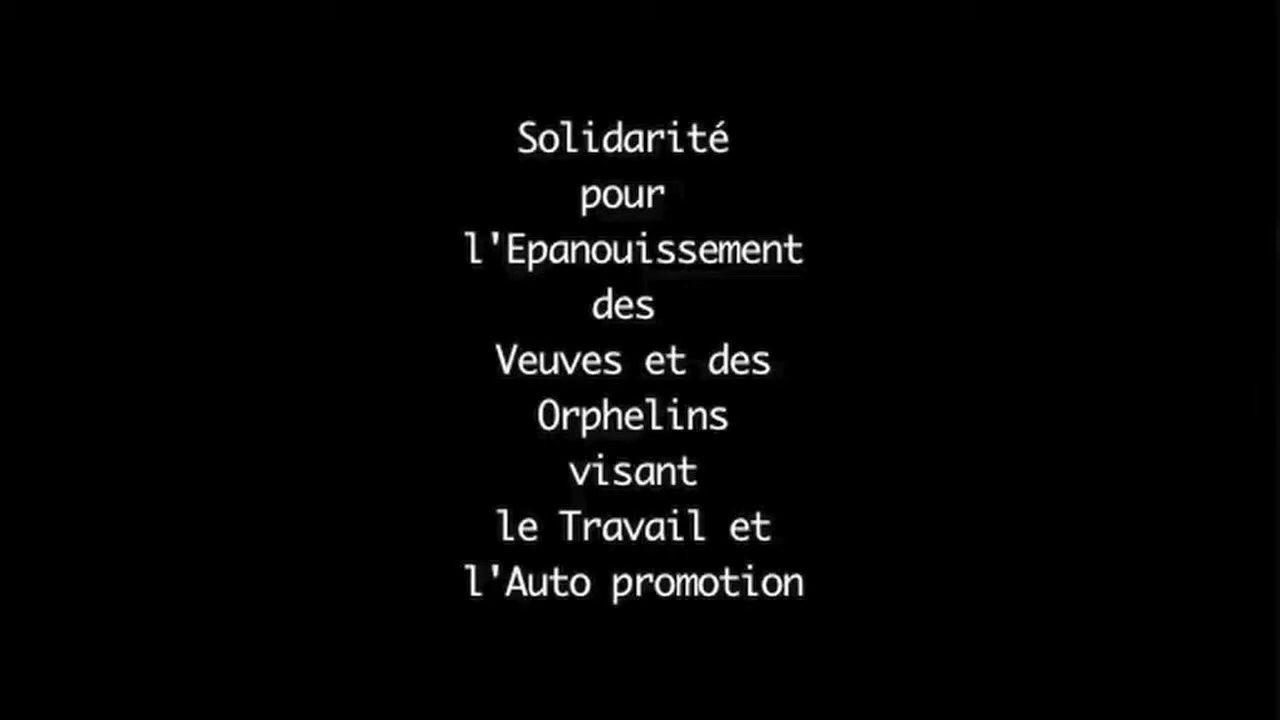 Solidarité
pour
l'Epanouissement
des
Veuves et des
Orphelins
visant
le Travail et
l'Auto promotion